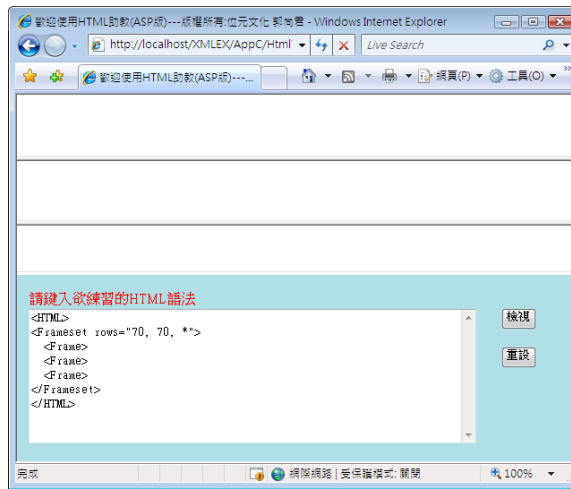 歡迎使用HTML助教(ASP版)---版權所有:位元文化 郭尚君 - Windows Internet Explorer
http://localhost/XMLEX/AppC/Html
Live Search
歡迎使用HTML助教(ASP版)---...
網頁(P)
工具(O)
»
請鍵入欲練習的HTML語法
<HTML>
<Frameset rows="70, 70, *">
<Frame>
<Frame>
<Frame>
</Frameset>
</HTML>
檢視
重設
完成
網際網路 | 受保護模式: 關閉
100%